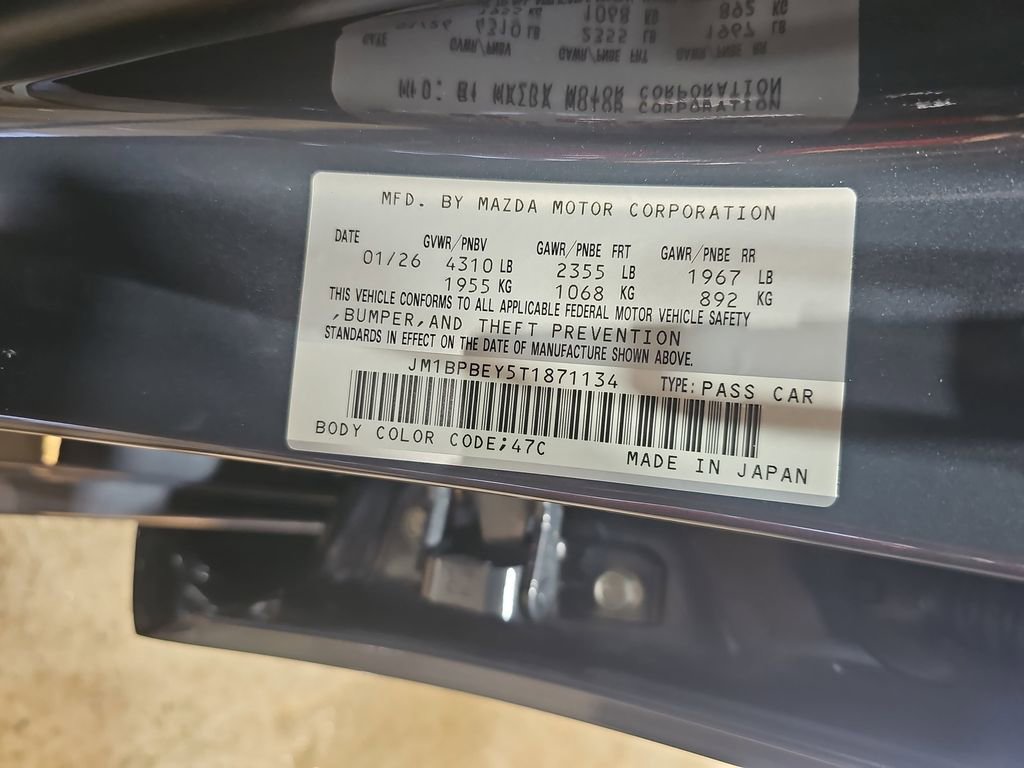 MFD. BY MAZDA MOTOR CORPORATION
DATE GVWR/PNBV GAWR/PNBE FRT GAWR/PNBE RR
01/26 4310 LB 2355 LB 1967 LB
1955 KG 1068 KG 892 KG
THIS VEHICLE CONFORMS TO ALL APPLICABLE FEDERAL MOTOR VEHICLE SAFETY
,BUMPER,AND THEFT PREVENTION
STANDARDS IN EFFECT ON THE DATE OF MANUFACTURE SHOWN ABOVE.
JM1BPBEY5T1871134 TYPE: PASS CAR
BODY COLOR CODE;47C
MADE IN JAPAN